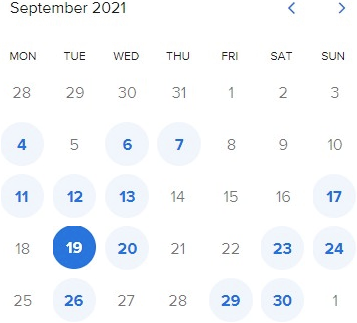 September 2021
MON TUE WED THU FRI SAT SUN
28 29 30 31 1 2 3
4 5 6 7 8 9 10
11 12 13 14 15 16 17
18 19 20 21 22 23 24
25 26 27 28 29 30 1